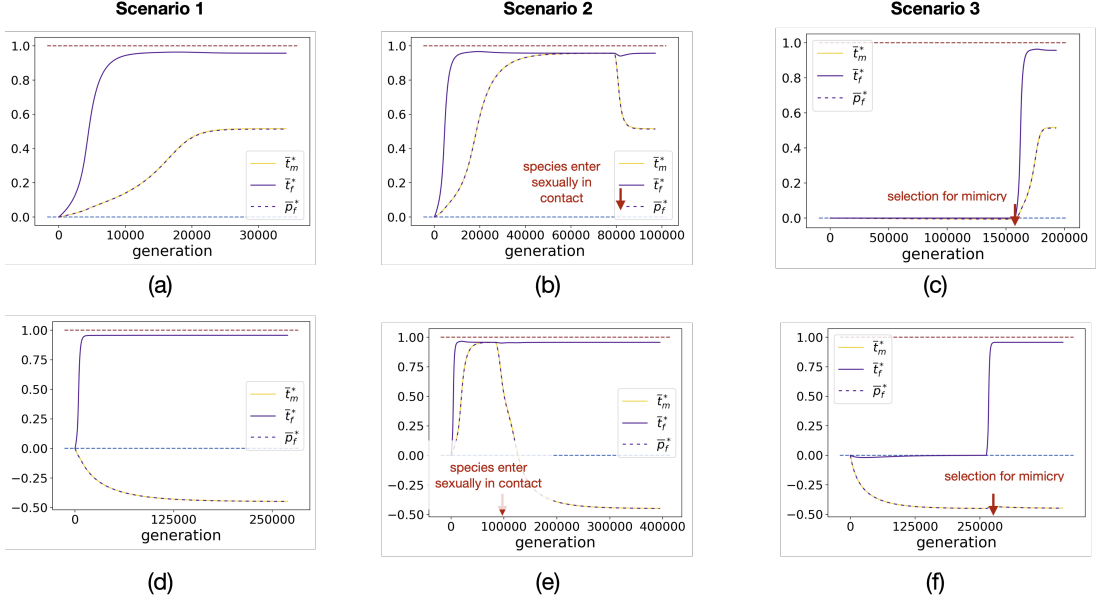 Scenario 1
Scenario 2
Scenario 3
1.0
0.8
0.6
0.4
0.2
0.0
0
10000
20000
30000
generation
t̄*m
t̄*f
p̄*f
(a)
1.0
0.8
0.6
0.4
0.2
0.0
0
20000
40000
60000
80000
100000
generation
species enter
sexually in
contact
t̄*m
t̄*f
p̄*f
(b)
1.0
0.8
0.6
0.4
0.2
0.0
0
50000
100000
150000
200000
generation
t̄*m
t̄*f
p̄*f
selection for mimicry
(c)
1.00
0.75
0.50
0.25
0.00
−0.25
−0.50
0
125000
250000
generation
t̄*m
t̄*f
p̄*f
(d)
1.00
0.75
0.50
0.25
0.00
−0.25
−0.50
0
100000
200000
300000
400000
generation
t̄*m
t̄*f
p̄*f
species enter
sexually in contact
(e)
1.00
0.75
0.50
0.25
0.00
−0.25
−0.50
0
125000
250000
generation
t̄*m
t̄*f
p̄*f
selection for mimicry
(f)